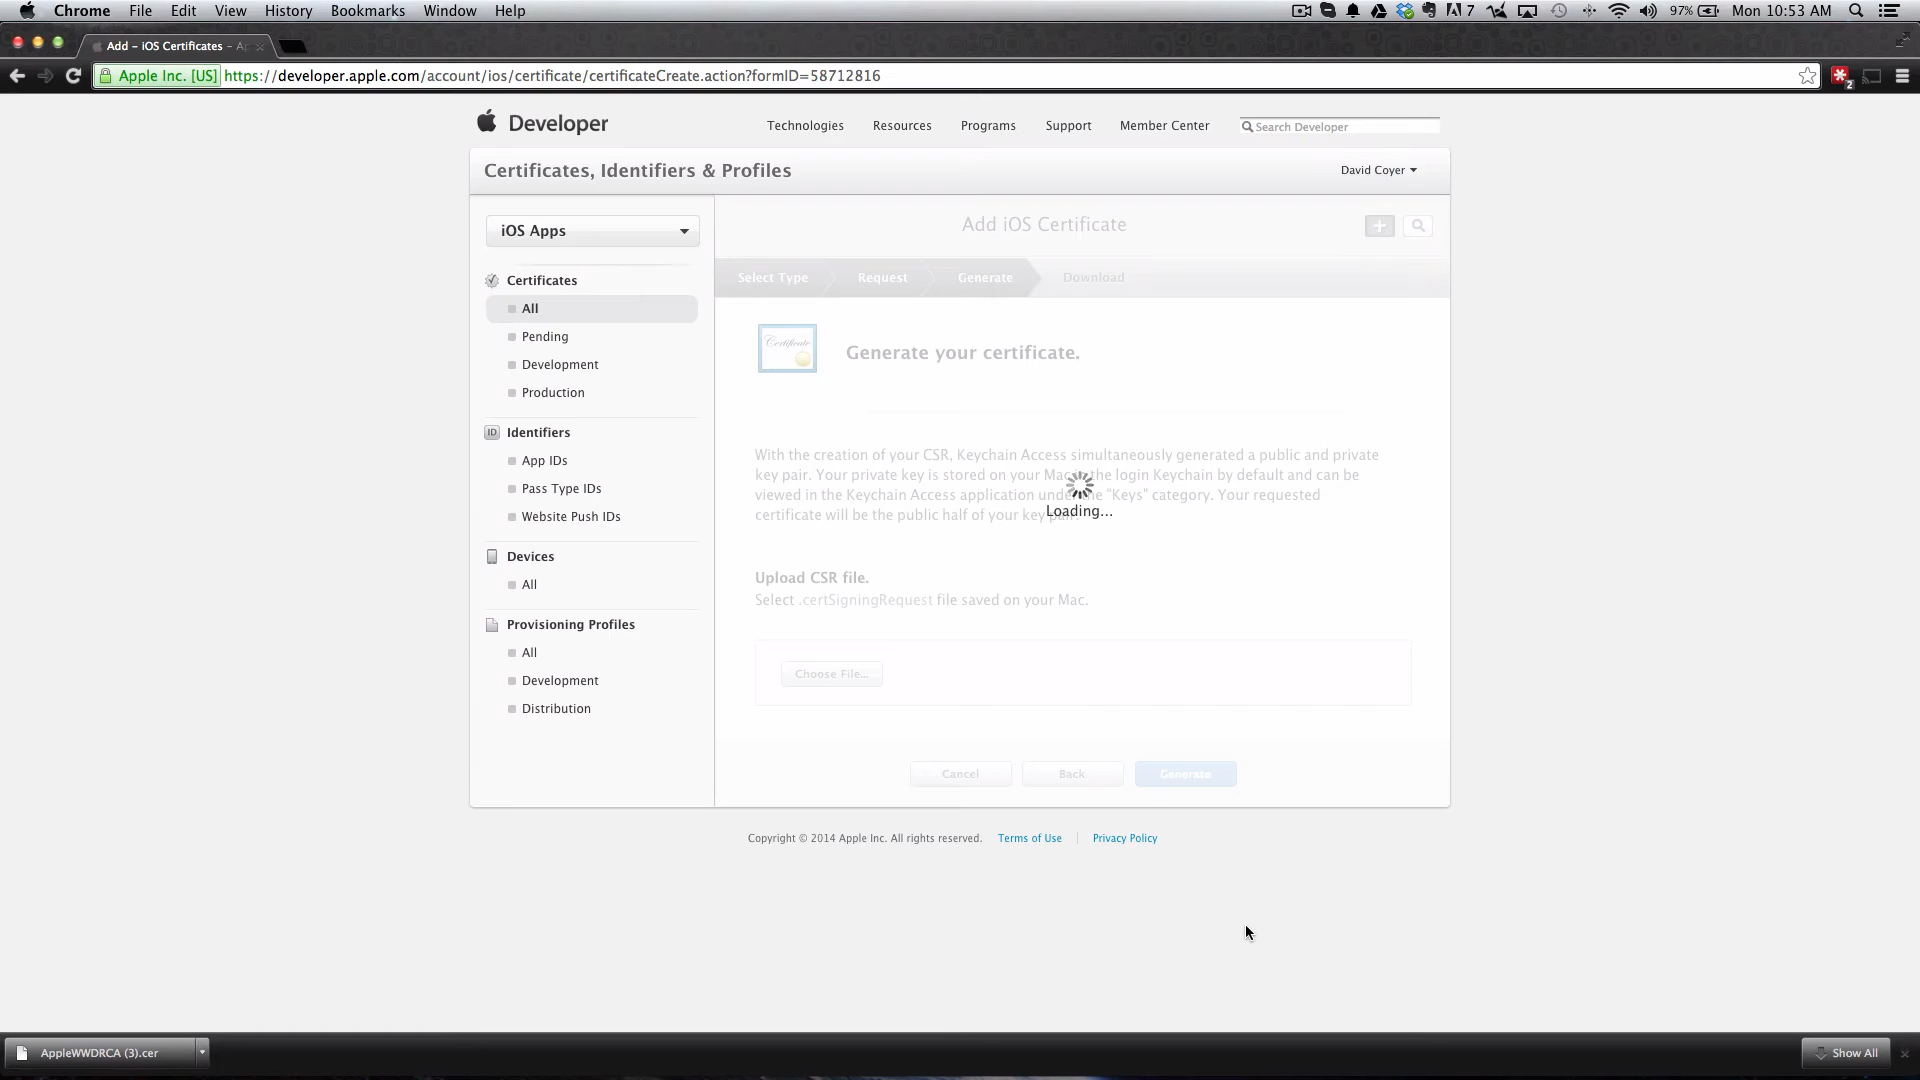 Chrome File Edit View History Bookmarks Window Help 7 97% Mon 10:53 AM
Add – iOS Certificates – Ap
Apple Inc. [US] https://developer.apple.com/account/ios/certificate/certificateCreate.action?formID=58712816
2
Developer Technologies Resources Programs Support Member Center Search Developer
Certificates, Identifiers & Profiles David Coyer
iOS Apps
Certificates
All
Pending
Development
Production
ID Identifiers
App IDs
Pass Type IDs
Website Push IDs
Devices
All
Provisioning Profiles
All
Development
Distribution
Add iOS Certificate
Select Type Request Generate Download
Certificate
Generate your certificate.
With the creation of your CSR, Keychain Access simultaneously generated a public and private
key pair. Your private key is stored on your Mac in the login Keychain by default and can be
viewed in the Keychain Access application under the "Keys" category. Your requested
certificate will be the public half of your key pair.
Loading...
Upload CSR file.
Select .certSigningRequest file saved on your Mac.
Choose File...
Cancel Back Generate
Copyright © 2014 Apple Inc. All rights reserved. Terms of Use Privacy Policy
AppleWWDRCA (3).cer Show All